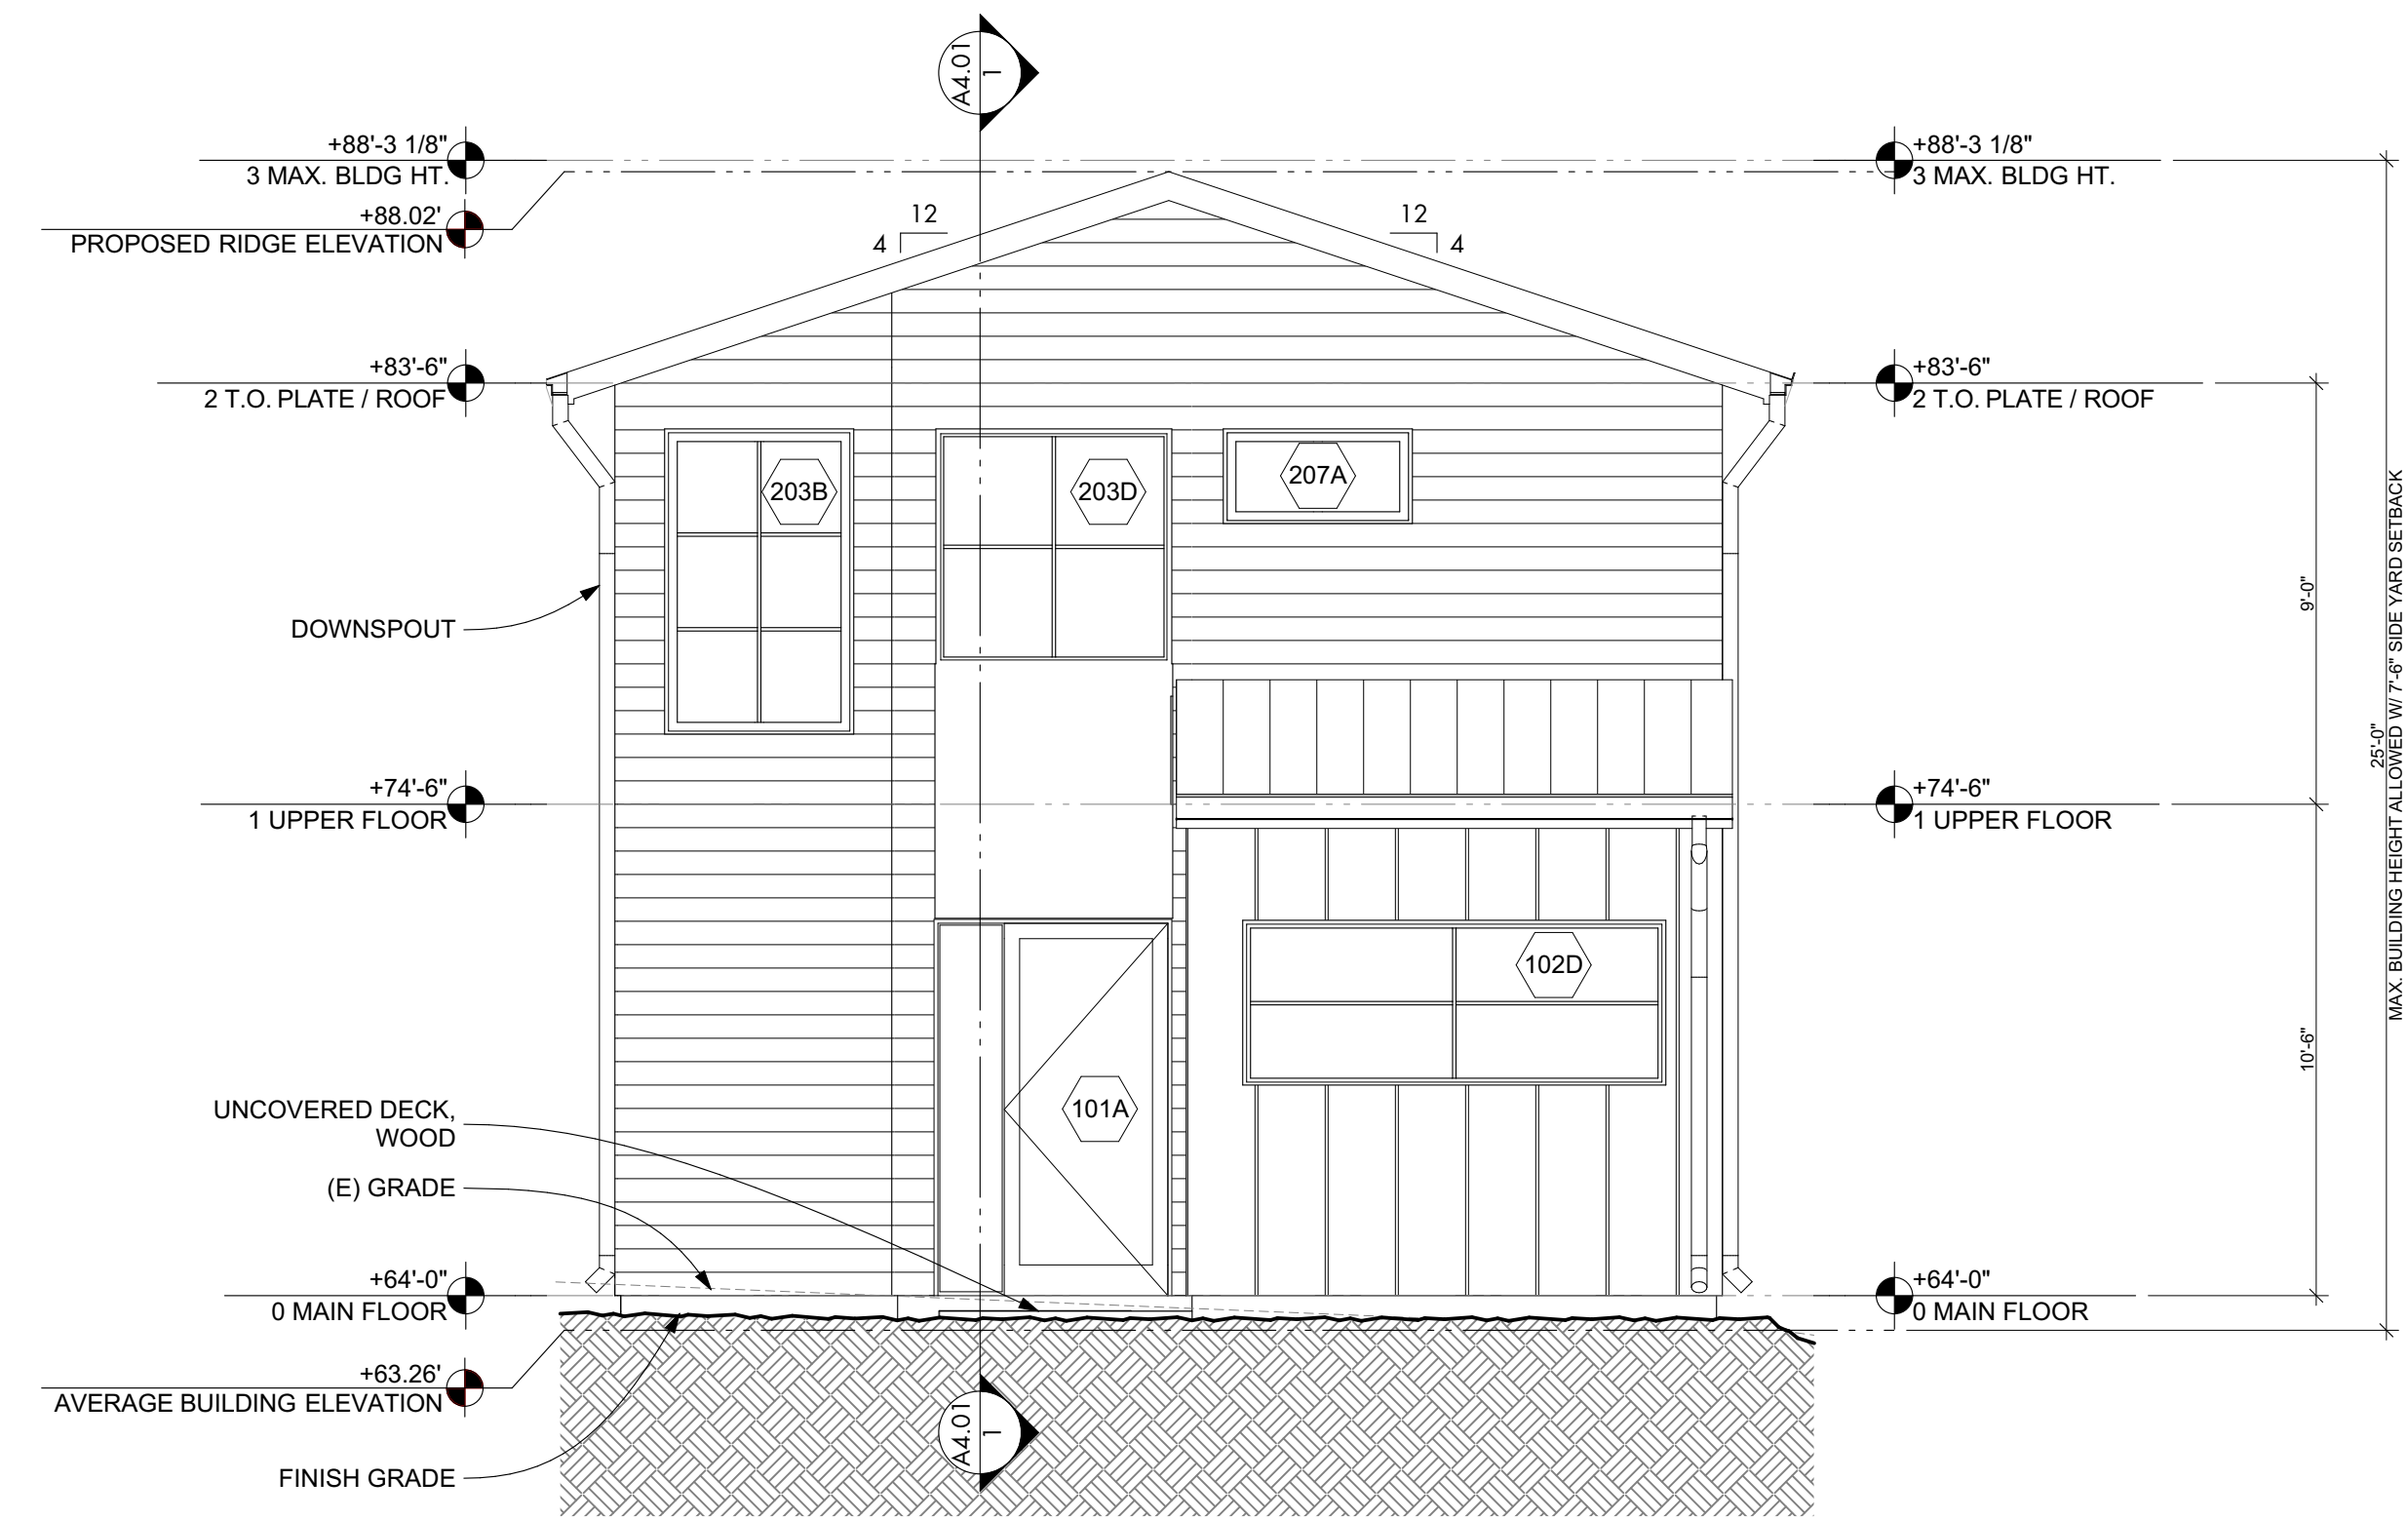 A4.01
1
+88'-3 1/8"
3 MAX. BLDG HT.
+88'-3 1/8"
3 MAX. BLDG HT.
+88.02'
PROPOSED RIDGE ELEVATION
12
4
12
4
+83'-6"
2 T.O. PLATE / ROOF
+83'-6"
2 T.O. PLATE / ROOF
203B
203D
207A
DOWNSPOUT
9'-0"
25'-0"
MAX. BUILDING HEIGHT ALLOWED W/ 7'-6" SIDE YARD SETBACK
+74'-6"
1 UPPER FLOOR
+74'-6"
1 UPPER FLOOR
102D
10'-6"
101A
UNCOVERED DECK,
WOOD
(E) GRADE
+64'-0"
0 MAIN FLOOR
+64'-0"
0 MAIN FLOOR
+63.26'
AVERAGE BUILDING ELEVATION
A4.01
1
FINISH GRADE